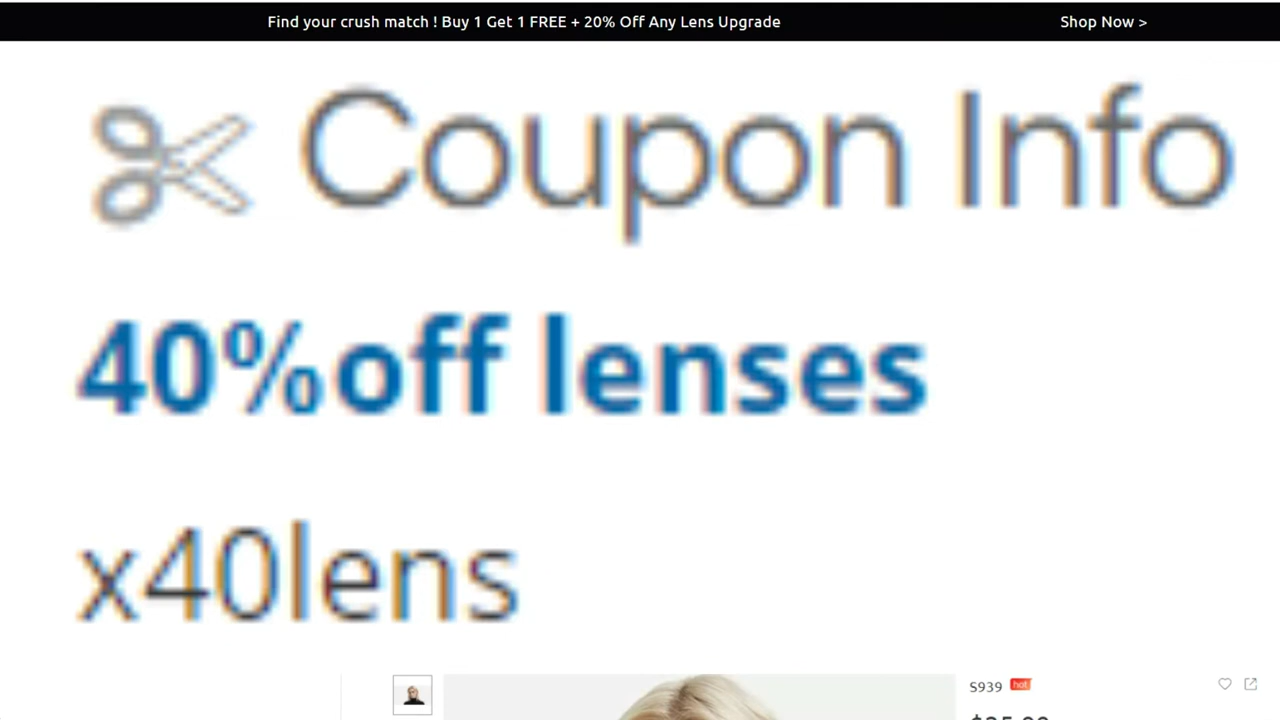 Find your crush match ! Buy 1 Get 1 FREE + 20% Off Any Lens Upgrade
Shop Now >
Coupon Info
40%off lenses
x40lens
S939 hot